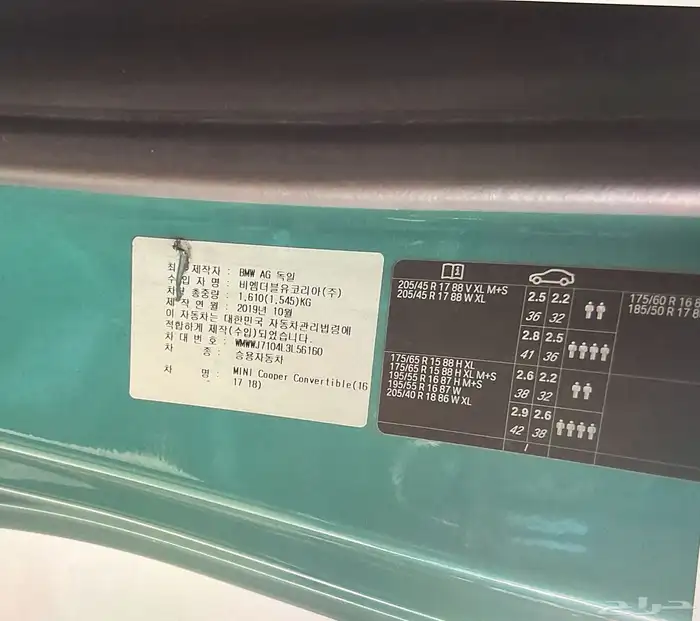 최초 제작자 : BMW AG 독일
수 입 자 명 : 비엠더블유코리아(주)
차량 총중량 : 1,610(1,545)KG
제 작 연 월 : 2019년 10월
이 자동차는 대한민국 자동차관리법령에
적합하게 제작(수입)되었습니다.
차 대 번 호 : WMWWJ7104L3L56160
차 종 : 승용자동차
차 명 : MINI Cooper Convertible(16
17 18)
205/45 R 17 88 V XL M+S
205/45 R 17 88 W XL
2.5 2.2
36 32
2.8 2.5
41 36
175/65 R 15 88 H XL
175/65 R 15 88 H XL M+S
195/55 R 16 87 H M+S
195/55 R 16 87 W
205/40 R 18 86 W XL
2.6 2.2
38 32
2.9 2.6
42 38
175/60 R 16 8
185/50 R 17 8
حراج